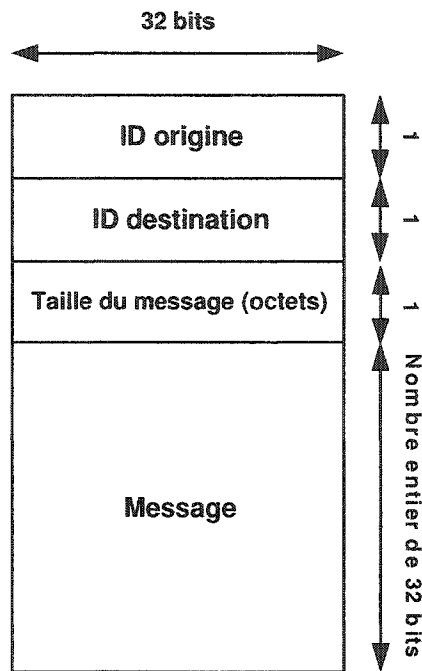 32 bits
ID origine
1
ID destination
1
Taille du message (octets)
1
Message
Nombre entier de 32 bits